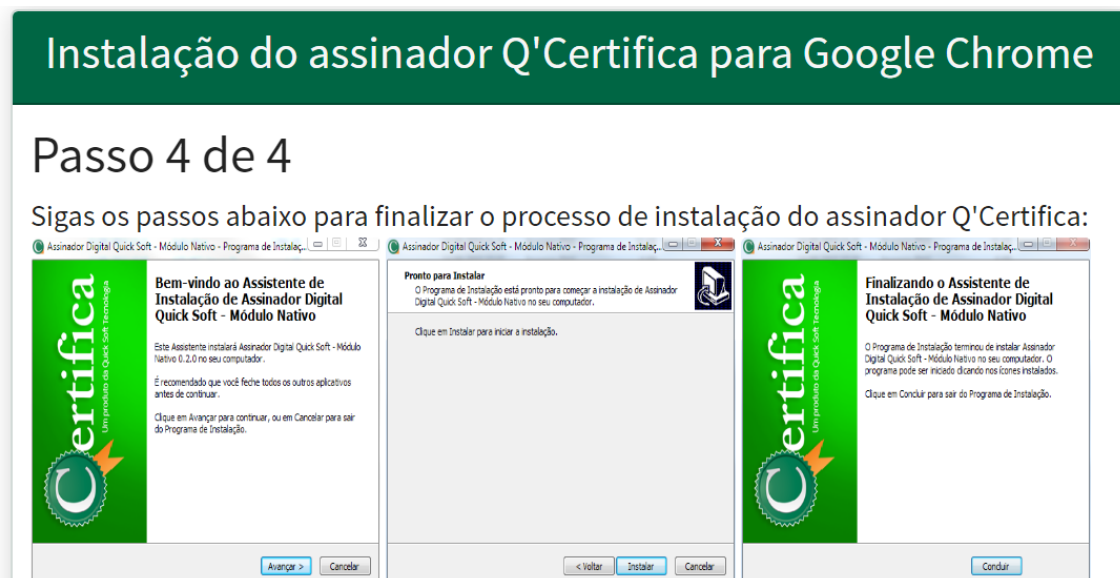 Instalação do assinador Q'Certifica para Google Chrome
Passo 4 de 4
Sigas os passos abaixo para finalizar o processo de instalação do assinador Q'Certifica:
Assinador Digital Quick Soft - Módulo Nativo - Programa de Instalaç...
Certifica
Um produto da Quick Soft Tecnologia
Bem-vindo ao Assistente de
Instalação de Assinador Digital
Quick Soft - Módulo Nativo
Este Assistente instalará Assinador Digital Quick Soft - Módulo
Nativo 0.2.0 no seu computador.
É recomendado que você feche todos os outros aplicativos
antes de continuar.
Clique em Avançar para continuar, ou em Cancelar para sair
do Programa de Instalação.
Avançar >
Cancelar
Assinador Digital Quick Soft - Módulo Nativo - Programa de Instalaç...
Pronto para Instalar
O Programa de Instalação está pronto para começar a instalação de Assinador
Digital Quick Soft - Módulo Nativo no seu computador.
Clique em Instalar para iniciar a instalação.
< Voltar
Instalar
Cancelar
Assinador Digital Quick Soft - Módulo Nativo - Programa de Instalaç...
Certifica
Um produto da Quick Soft Tecnologia
Finalizando o Assistente de
Instalação de Assinador Digital
Quick Soft - Módulo Nativo
O Programa de Instalação terminou de instalar Assinador
Digital Quick Soft - Módulo Nativo no seu computador. O
programa pode ser iniciado clicando nos ícones instalados.
Clique em Concluir para sair do Programa de Instalação.
Concluir